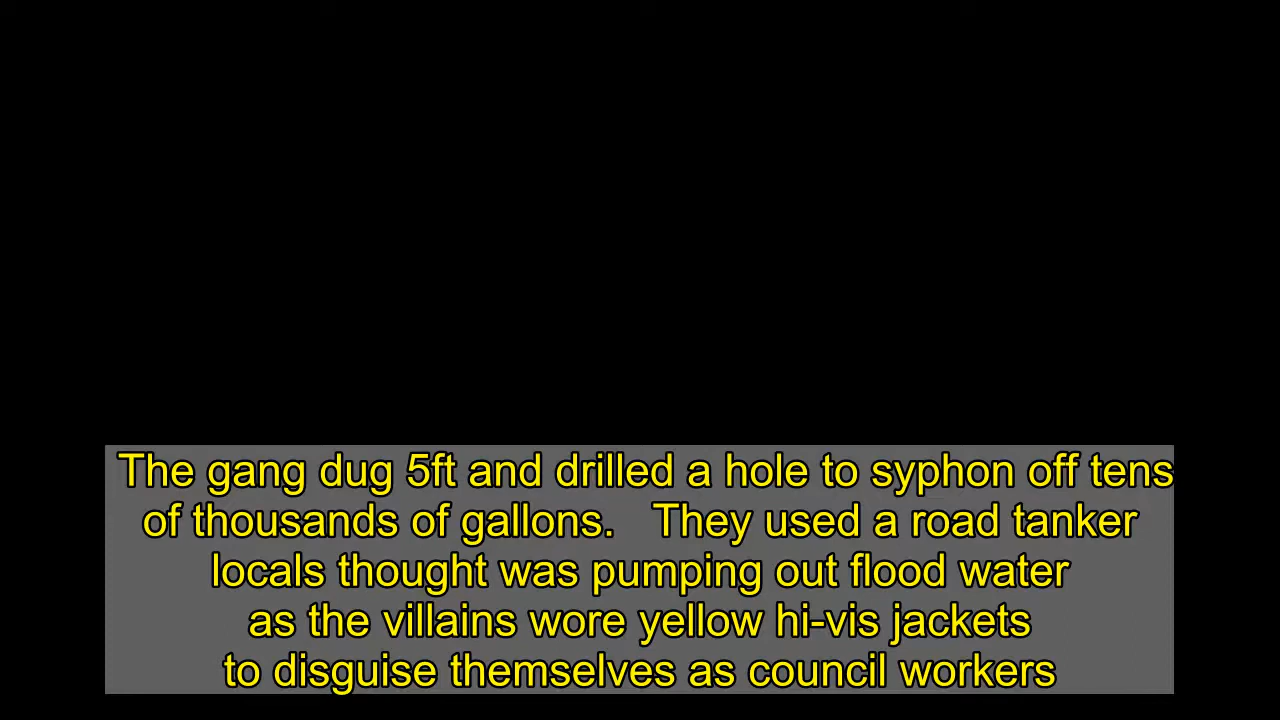 The gang dug 5ft and drilled a hole to syphon off tens
of thousands of gallons.   They used a road tanker
locals thought was pumping out flood water
as the villains wore yellow hi-vis jackets
to disguise themselves as council workers